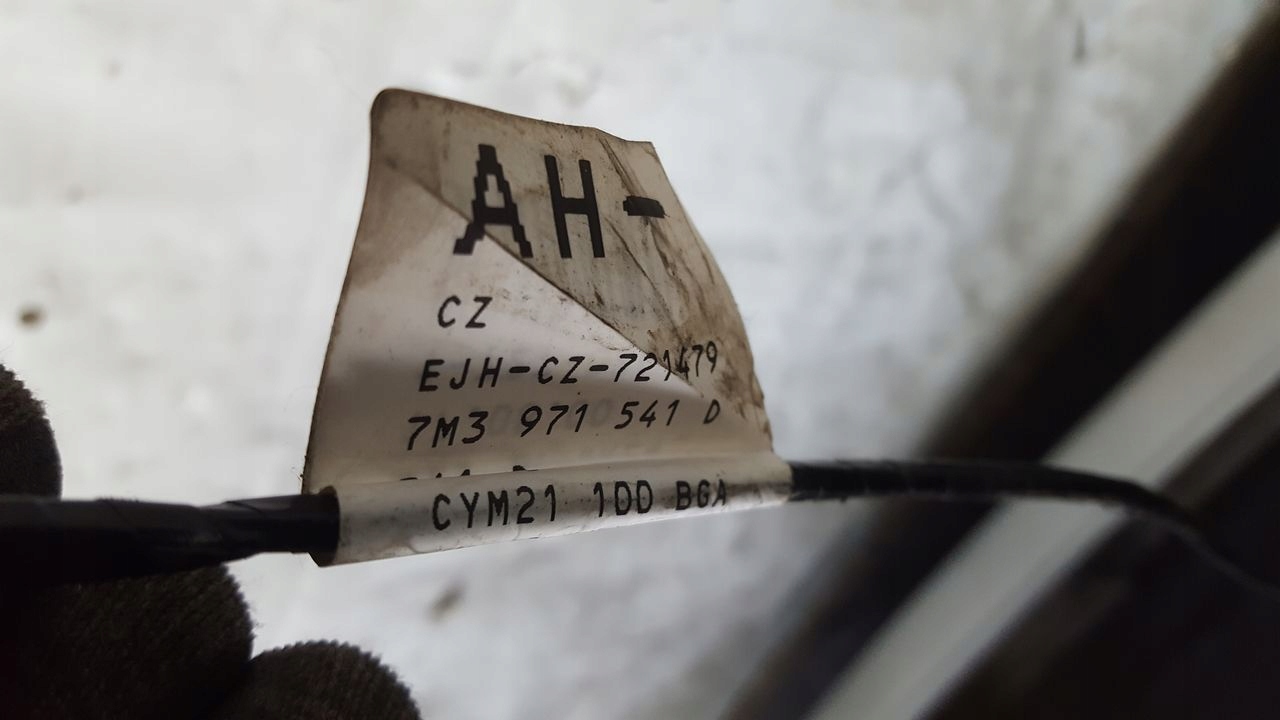 AH-
CZ
EJH-CZ-721479
7M3 971 541 D
CYM21 1DD BGA